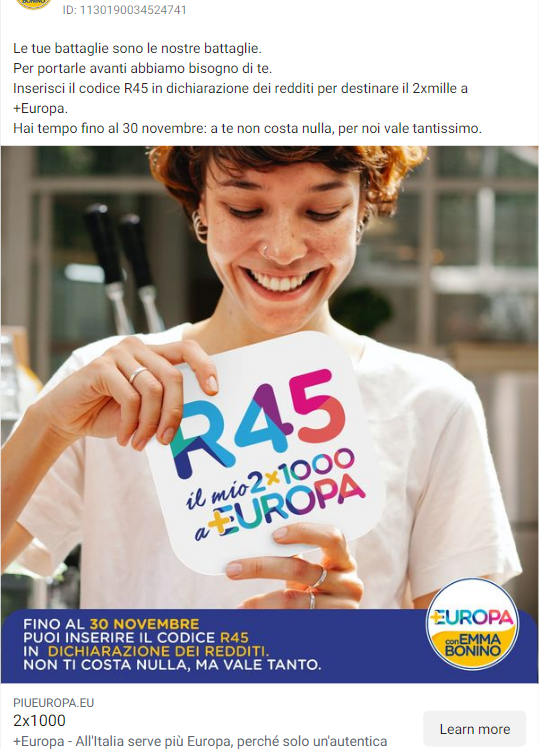 BONINO
ID: 1130190034524741
Le tue battaglie sono le nostre battaglie.
Per portarle avanti abbiamo bisogno di te.
Inserisci il codice R45 in dichiarazione dei redditi per destinare il 2xmille a
+Europa.
Hai tempo fino al 30 novembre: a te non costa nulla, per noi vale tantissimo.
R45
il mio 2x1000
a +EUROPA
FINO AL 30 NOVEMBRE
PUOI INSERIRE IL CODICE R45
IN DICHIARAZIONE DEI REDDITI.
NON TI COSTA NULLA, MA VALE TANTO.
+EUROPA
con EMMA
BONINO
PIUEUROPA.EU
2x1000
+Europa - All'Italia serve più Europa, perché solo un'autentica
Learn more